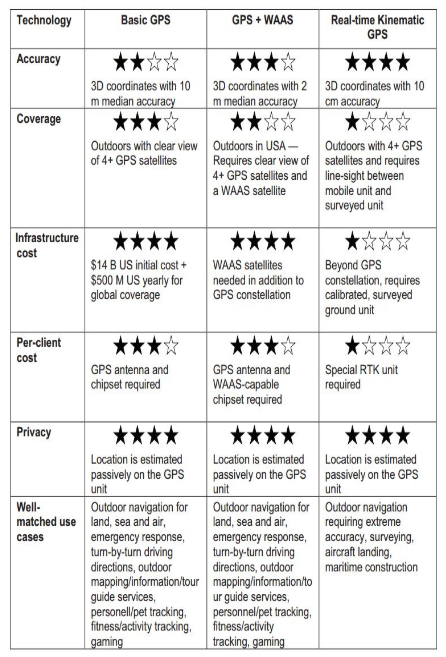 Technology
Basic GPS
GPS + WAAS
Real-time Kinematic
GPS
Accuracy
★★☆☆
3D coordinates with 10
m median accuracy
★★★☆
3D coordinates with 2
m median accuracy
★★★★
3D coordinates with 10
cm accuracy
Coverage
★★★☆
Outdoors with clear view
of 4+ GPS satellites
★★☆☆
Outdoors in USA —
Requires clear view of
4+ GPS satellites and
a WAAS satellite
★☆☆☆
Outdoors with 4+ GPS
satellites and requires
line-sight between
mobile unit and
surveyed unit
Infrastructure
cost
★★★★
$14 B US initial cost +
$500 M US yearly for
global coverage
★★★★
WAAS satellites
needed in addition to
GPS constellation
★☆☆☆
Beyond GPS
constellation, requires
calibrated, surveyed
ground unit
Per-client
cost
★★★☆
GPS antenna and
chipset required
★★★☆
GPS antenna and
WAAS-capable
chipset required
★☆☆☆
Special RTK unit
required
Privacy
★★★★
Location is estimated
passively on the GPS
unit
★★★★
Location is estimated
passively on the GPS
unit
★★★★
Location is estimated
passively on the GPS
unit
Well-
matched use
cases
Outdoor navigation for
land, sea and air,
emergency response,
turn-by-turn driving
directions, outdoor
mapping/information/tour
guide services,
personell/pet tracking,
fitness/activity tracking,
gaming
Outdoor navigation for
land, sea and air,
emergency response,
turn-by-turn driving
directions, outdoor
mapping/information/to
ur guide services,
personnel/pet tracking,
fitness/activity
tracking, gaming
Outdoor navigation
requiring extreme
accuracy, surveying,
aircraft landing,
maritime construction